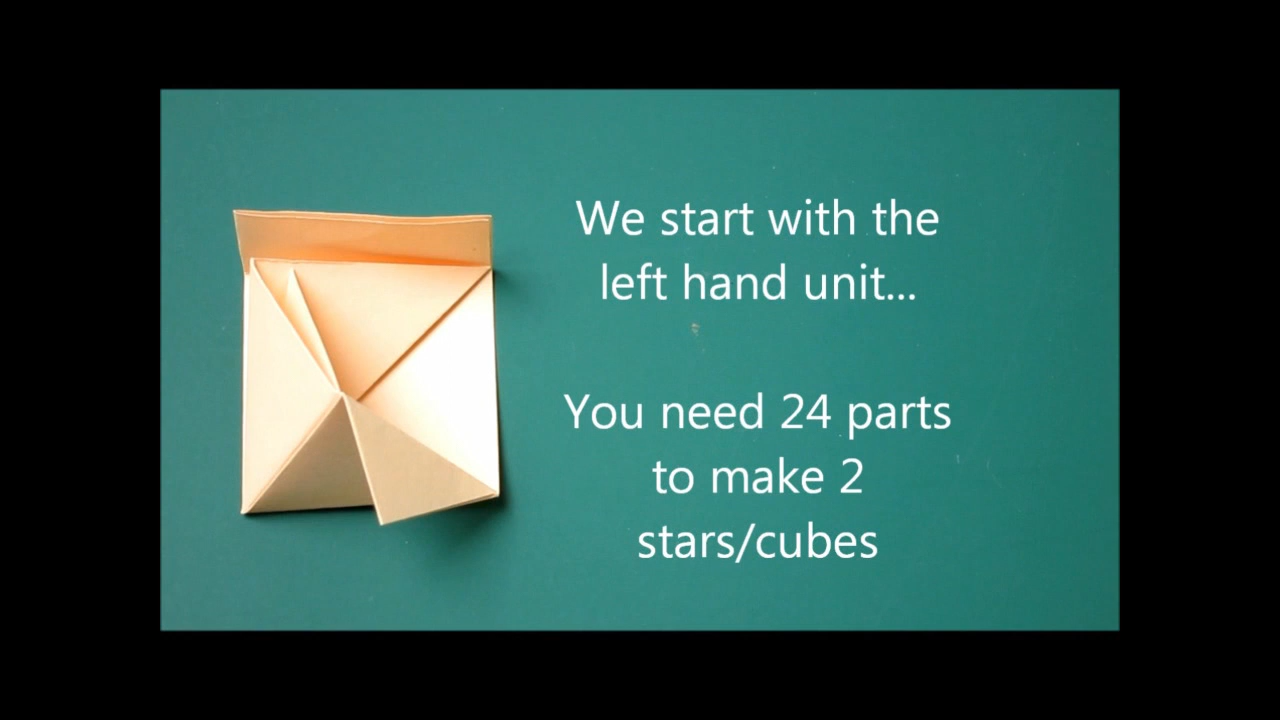 We start with the
left hand unit...
You need 24 parts
to make 2
stars/cubes